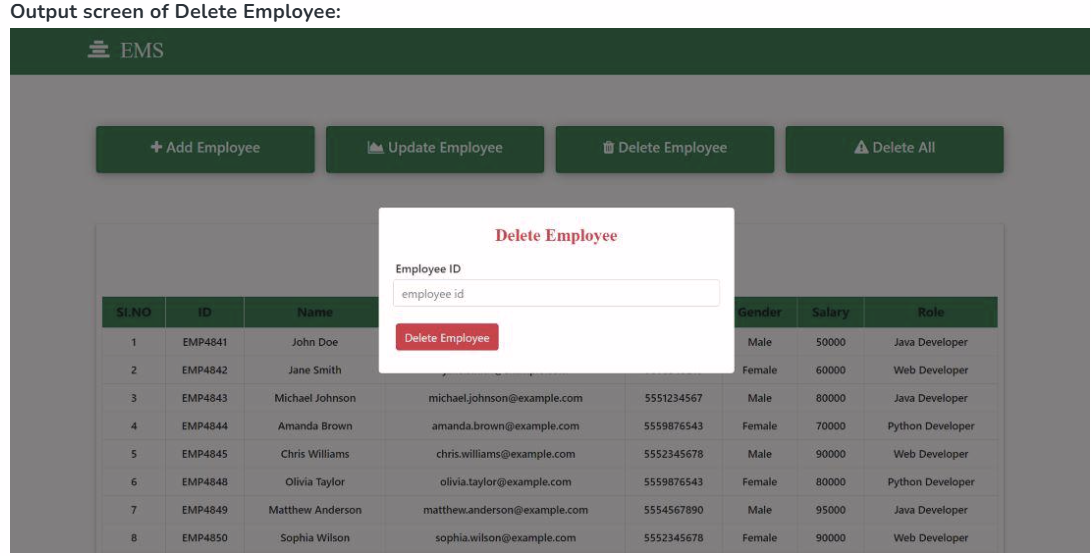 Output screen of Delete Employee:
EMS
Add Employee Update Employee Delete Employee Delete All
Delete Employee
Employee ID
employee id
Delete Employee
SI.NO ID Name Gender Salary Role
1 EMP4841 John Doe Male 50000 Java Developer
2 EMP4842 Jane Smith Female 60000 Web Developer
3 EMP4843 Michael Johnson michael.johnson@example.com 5551234567 Male 80000 Java Developer
4 EMP4844 Amanda Brown amanda.brown@example.com 5559876543 Female 70000 Python Developer
5 EMP4845 Chris Williams chris.williams@example.com 5552345678 Male 90000 Web Developer
6 EMP4848 Olivia Taylor olivia.taylor@example.com 5559876543 Female 80000 Python Developer
7 EMP4849 Matthew Anderson matthew.anderson@example.com 5554567890 Male 95000 Java Developer
8 EMP4850 Sophia Wilson sophia.wilson@example.com 5552345678 Female 90000 Web Developer